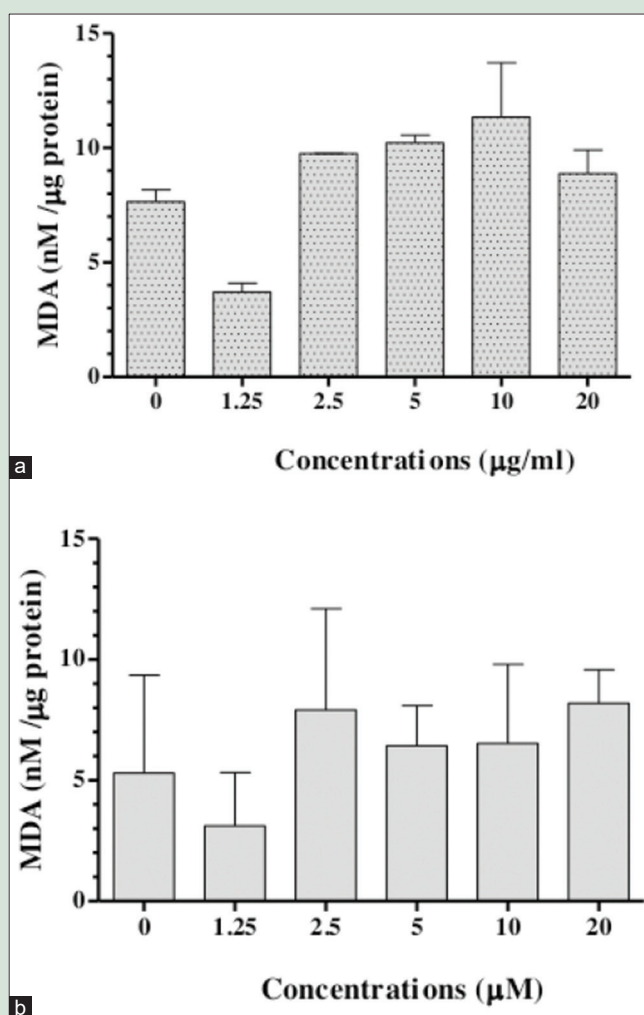 15
10
5
0
MDA (nM /μg protein)
0 1.25 2.5 5 10 20
Concentrations (μg/ml)
a
15
10
5
0
MDA (nM /μg protein)
0 1.25 2.5 5 10 20
Concentrations (μM)
b